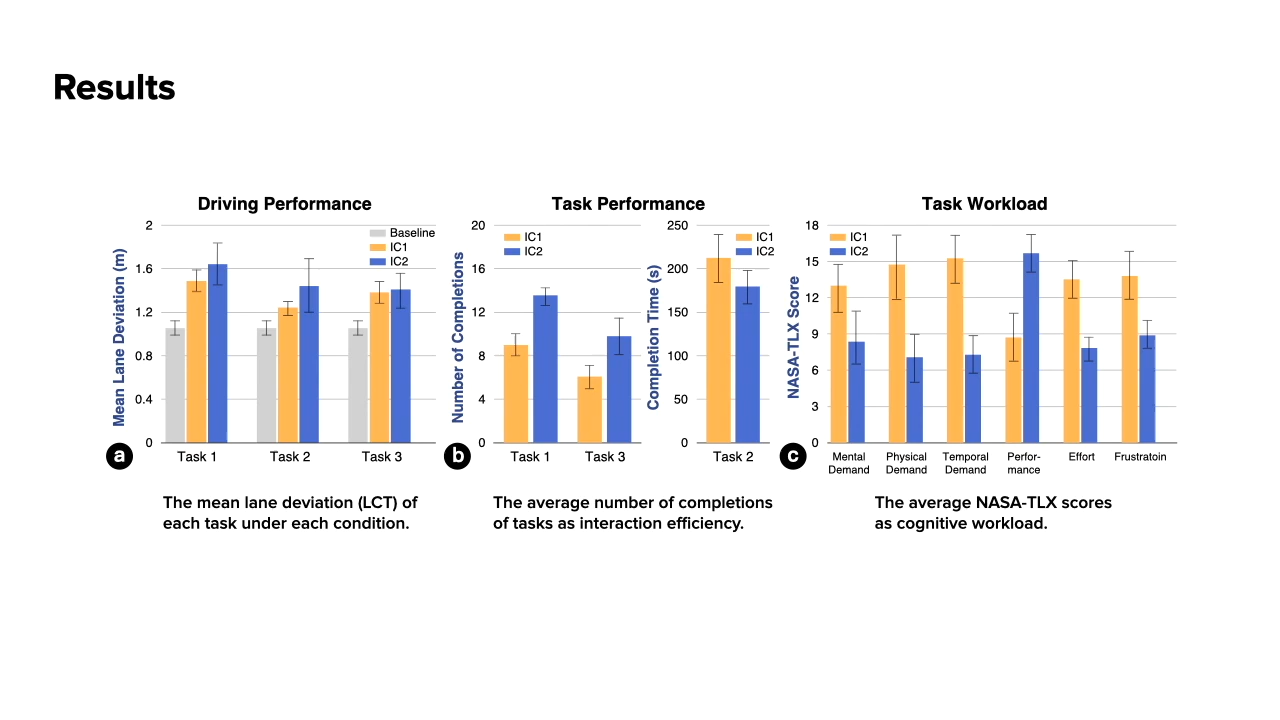 Results
Driving Performance
Mean Lane Deviation (m)
2
1.6
1.2
0.8
0.4
0
Baseline
IC1
IC2
Task 1
Task 2
Task 3
a
The mean lane deviation (LCT) of
each task under each condition.
Task Performance
Number of Completions
20
16
12
8
4
0
IC1
IC2
Task 1
Task 3
Completion Time (s)
250
200
150
100
50
0
IC1
IC2
Task 2
b
The average number of completions
of tasks as interaction efficiency.
Task Workload
NASA-TLX Score
18
15
12
9
6
3
0
IC1
IC2
Mental
Demand
Physical
Demand
Temporal
Demand
Perfor-
mance
Effort
Frustratoin
c
The average NASA-TLX scores
as cognitive workload.